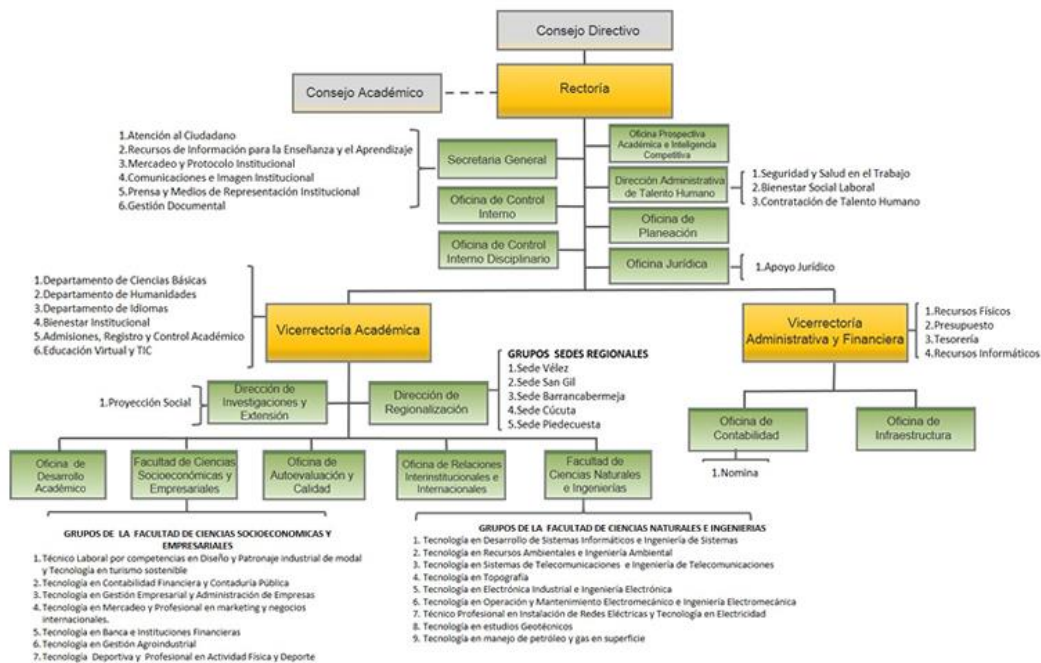 Consejo Directivo
Consejo Académico
Rectoría
1.Atención al Ciudadano
2.Recursos de Información para la Enseñanza y el Aprendizaje
3.Mercadeo y Protocolo Institucional
4.Comunicaciones e Imagen Institucional
5.Prensa y Medios de Representación Institucional
6.Gestión Documental
Secretaria General
Oficina de Control
Interno
Oficina de Control
Interno Disciplinario
Oficina Prospectiva
Académica e Inteligencia
Competitiva
Dirección Administrativa
de Talento Humano
1.Seguridad y Salud en el Trabajo
2.Bienestar Social Laboral
3.Contratación de Talento Humano
Oficina de
Planeación
Oficina Jurídica
1.Apoyo Jurídico
1.Departamento de Ciencias Básicas
2.Departamento de Humanidades
3.Departamento de Idiomas
4.Bienestar Institucional
5.Admisiones, Registro y Control Académico
6.Educación Virtual y TIC
Vicerrectoría Académica
Vicerrectoría
Administrativa y Financiera
1.Recursos Físicos
2.Presupuesto
3.Tesorería
4.Recursos Informáticos
1.Proyección Social
Dirección de
Investigaciones y
Extensión
Dirección de
Regionalización
GRUPOS SEDES REGIONALES
1.Sede Vélez
2.Sede San Gil
3.Sede Barrancabermeja
4.Sede Cúcuta
5.Sede Piedecuesta
Oficina de
Contabilidad
1.Nomina
Oficina de
Infraestructura
Oficina de
Desarrollo
Académico
Facultad de Ciencias
Socioeconómicas y
Empresariales
Oficina de
Autoevaluación y
Calidad
Oficina de Relaciones
Interinstitucionales e
Internacionales
Facultad de
Ciencias Naturales
e Ingenierías
GRUPOS DE LA FACULTAD DE CIENCIAS SOCIOECONOMICAS Y
EMPRESARIALES
1. Técnico Laboral por competencias en Diseño y Patronaje industrial de modal
y Tecnología en turismo sostenible
2. Tecnología en Contabilidad Financiera y Contaduría Pública
3. Tecnología en Gestión Empresarial y Administración de Empresas
4. Tecnología en Mercadeo y Profesional en marketing y negocios
internacionales.
5. Tecnología en Banca e Instituciones Financieras
6. Tecnología en Gestión Agroindustrial
7. Tecnología Deportiva y Profesional en Actividad Física y Deporte
GRUPOS DE LA FACULTAD DE CIENCIAS NATURALES E INGENIERIAS
1. Tecnología en Desarrollo de Sistemas Informáticos e Ingeniería de Sistemas
2. Tecnología en Recursos Ambientales e Ingeniería Ambiental
3. Tecnología en Sistemas de Telecomunicaciones e Ingeniería de Telecomunicaciones
4. Tecnología en Topografía
5. Tecnología en Electrónica Industrial e Ingeniería Electrónica
6. Tecnología en Operación y Mantenimiento Electromecánico e Ingeniería Electromecánica
7. Técnico Profesional en Instalación de Redes Eléctricas y Tecnología en Electricidad
8. Tecnología en estudios Geotécnicos
9. Tecnología en manejo de petróleo y gas en superficie